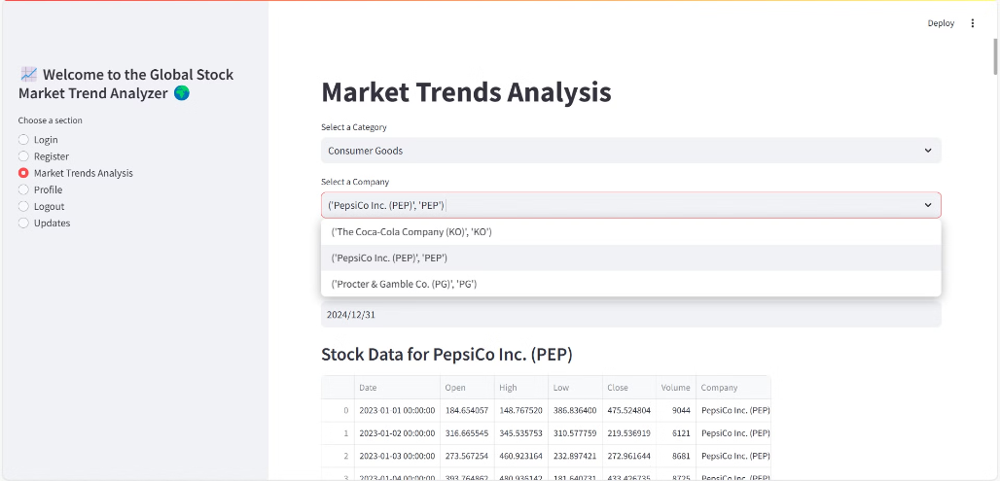 Deploy
📈 Welcome to the Global Stock
Market Trend Analyzer 🌍
Choose a section
Login
Register
Market Trends Analysis
Profile
Logout
Updates
Market Trends Analysis
Select a Category
Consumer Goods
Select a Company
('PepsiCo Inc. (PEP)', 'PEP')
('The Coca-Cola Company (KO)', 'KO')
('PepsiCo Inc. (PEP)', 'PEP')
('Procter & Gamble Co. (PG)', 'PG')
2024/12/31
Stock Data for PepsiCo Inc. (PEP)
Date Open High Low Close Volume Company
0 2023-01-01 00:00:00 184.654057 148.767520 386.836400 475.524804 9044 PepsiCo Inc. (PEP)
1 2023-01-02 00:00:00 316.665545 345.535753 310.577759 219.536919 6121 PepsiCo Inc. (PEP)
2 2023-01-03 00:00:00 273.567254 460.923164 232.897421 272.961644 8681 PepsiCo Inc. (PEP)
3 2023-01-04 00:00:00 393.764862 480.936142 181.640731 433.426735 8725 PepsiCo Inc. (PEP)